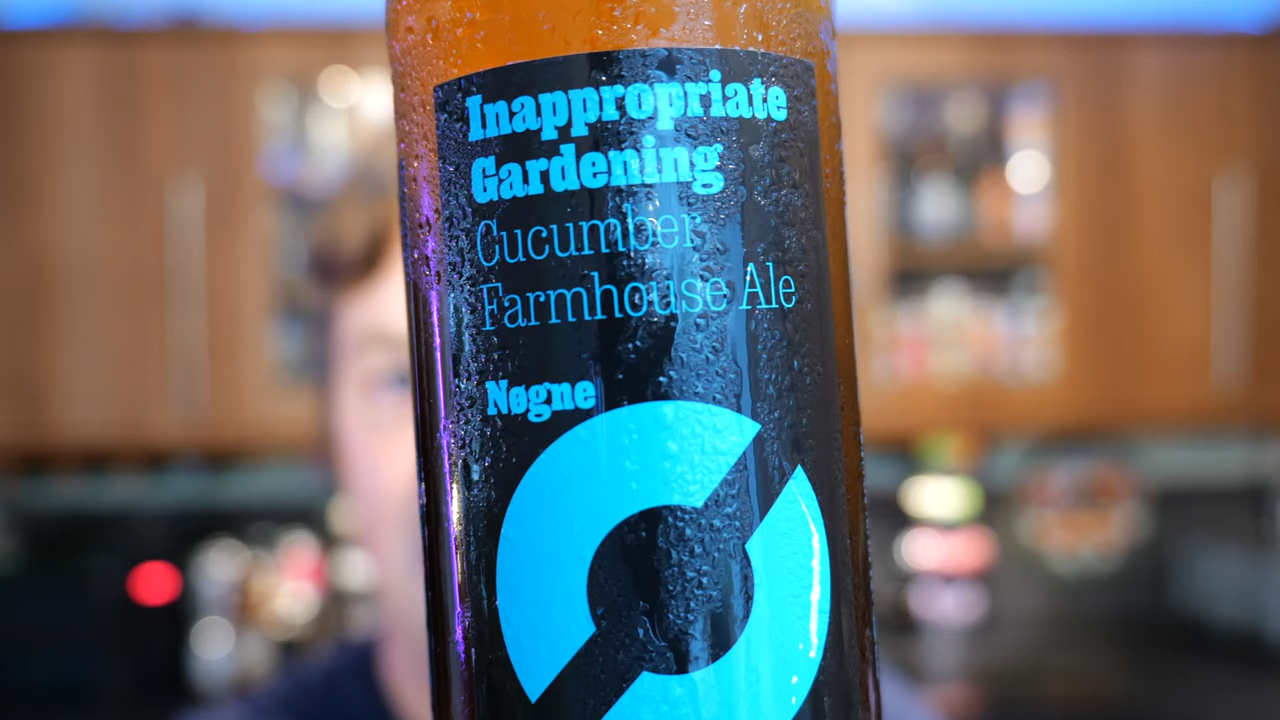 Inappropriate
Gardening
Cucumber
Farmhouse Ale
Nøgne
Ø